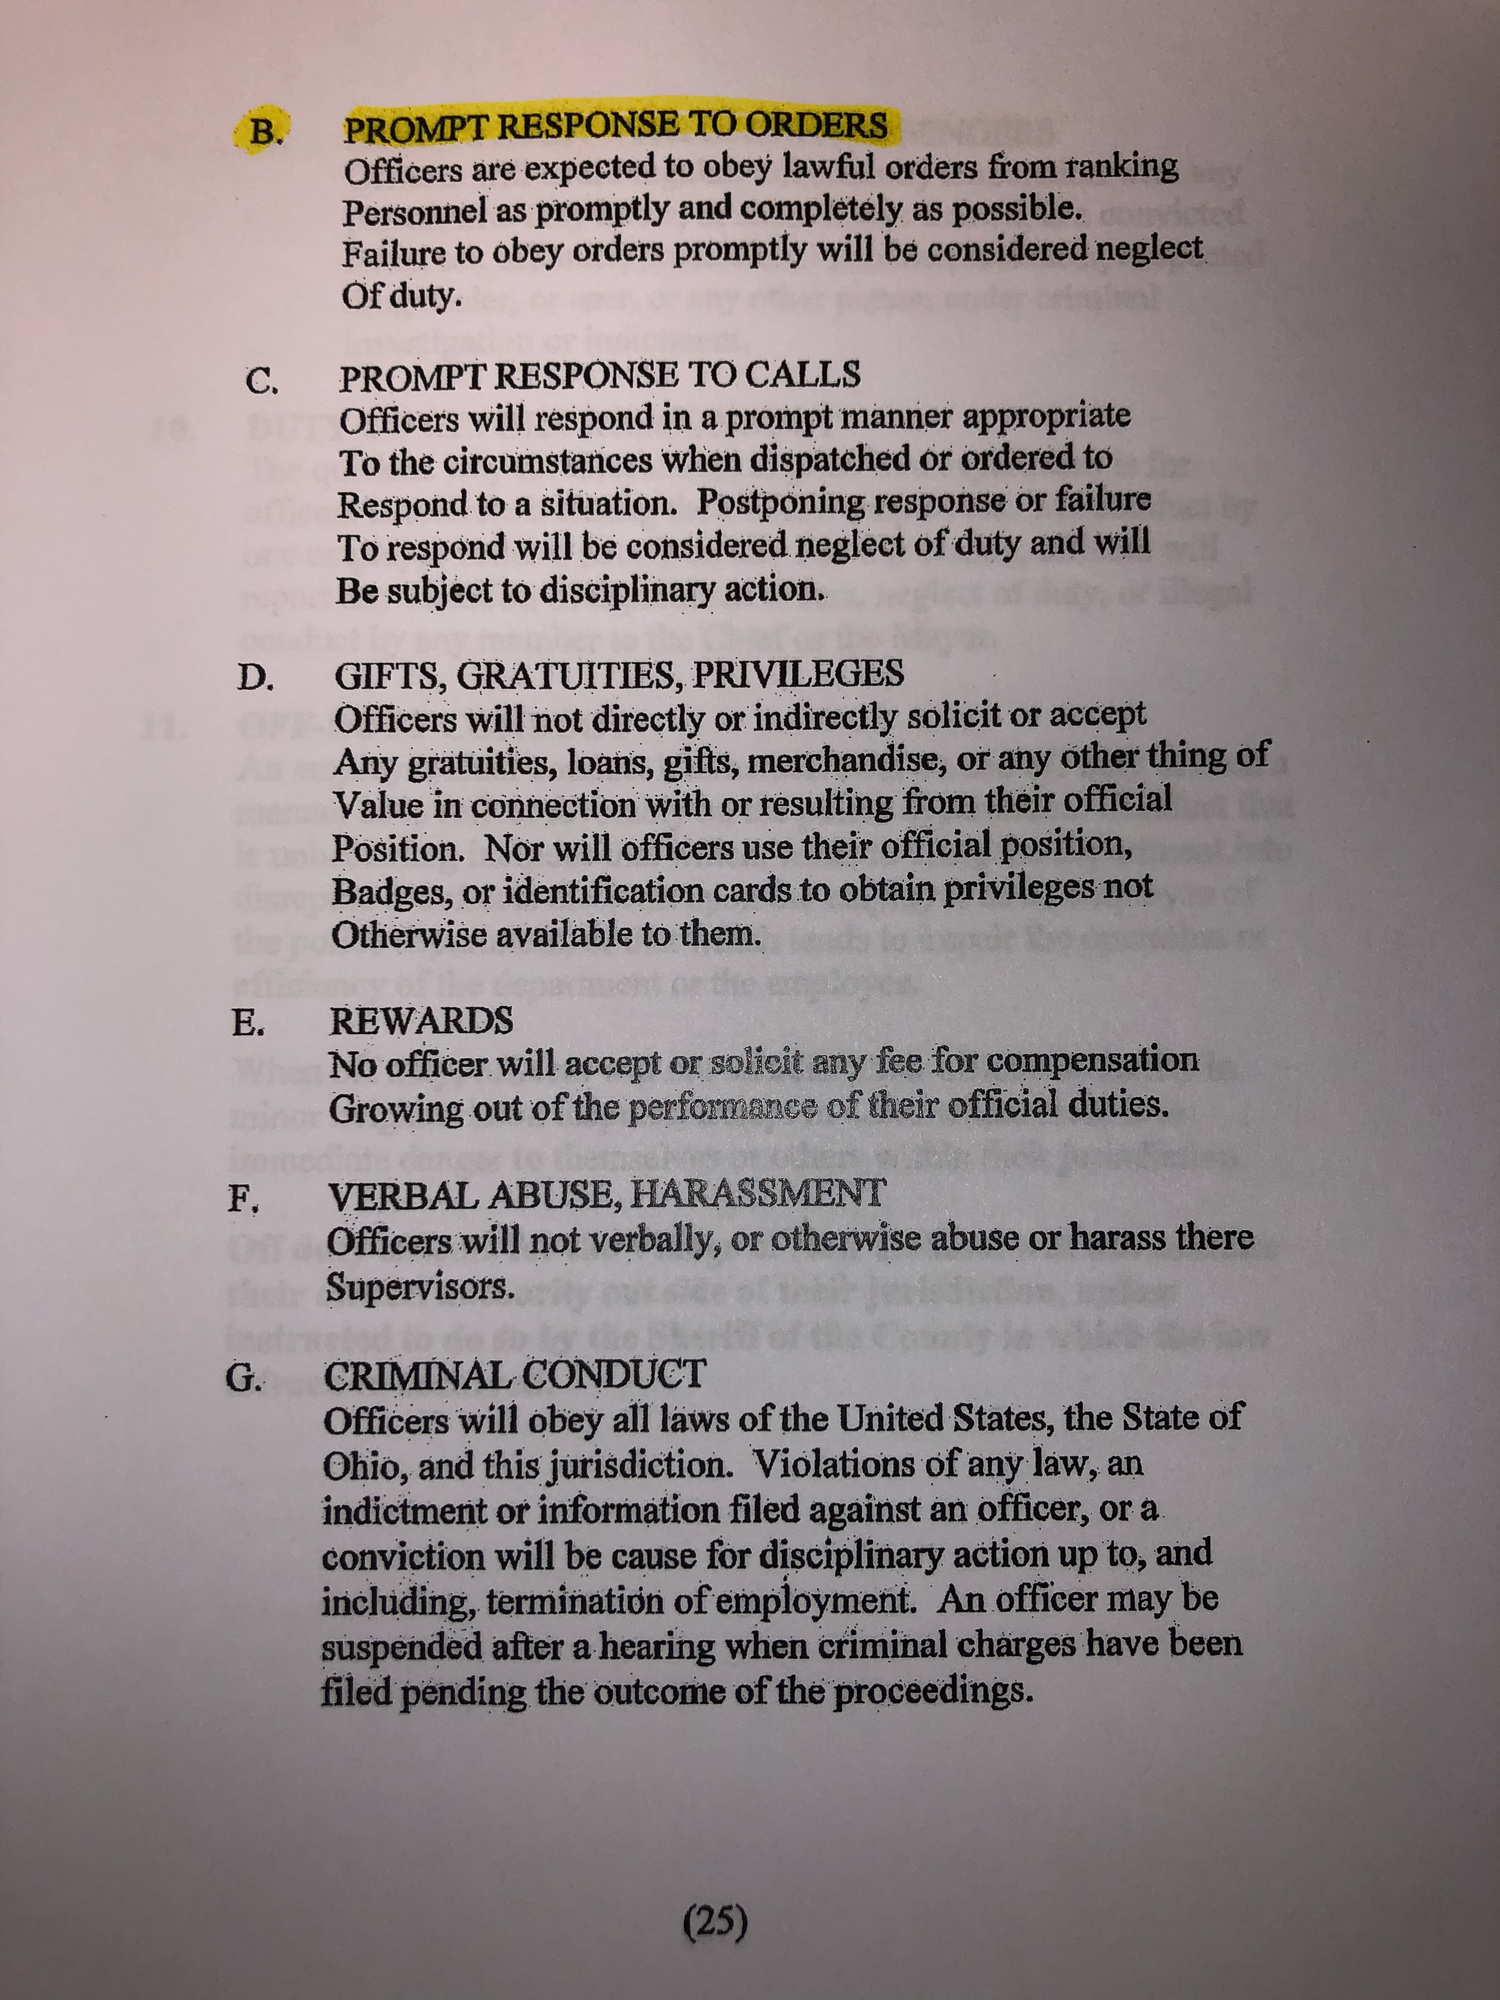 B. PROMPT RESPONSE TO ORDERS
Officers are expected to obey lawful orders from ranking
Personnel as promptly and completely as possible.
Failure to obey orders promptly will be considered neglect
Of duty.
C. PROMPT RESPONSE TO CALLS
Officers will respond in a prompt manner appropriate
To the circumstances when dispatched or ordered to
Respond to a situation. Postponing response or failure
To respond will be considered neglect of duty and will
Be subject to disciplinary action.
D. GIFTS, GRATUITIES, PRIVILEGES
Officers will not directly or indirectly solicit or accept
Any gratuities, loans, gifts, merchandise, or any other thing of
Value in connection with or resulting from their official
Position. Nor will officers use their official position,
Badges, or identification cards to obtain privileges not
Otherwise available to them.
E. REWARDS
No officer will accept or solicit any fee for compensation
Growing out of the performance of their official duties.
F. VERBAL ABUSE, HARASSMENT
Officers will not verbally, or otherwise abuse or harass there
Supervisors.
G. CRIMINAL CONDUCT
Officers will obey all laws of the United States, the State of
Ohio, and this jurisdiction. Violations of any law, an
indictment or information filed against an officer, or a
conviction will be cause for disciplinary action up to, and
including, termination of employment. An officer may be
suspended after a hearing when criminal charges have been
filed pending the outcome of the proceedings.
(25)